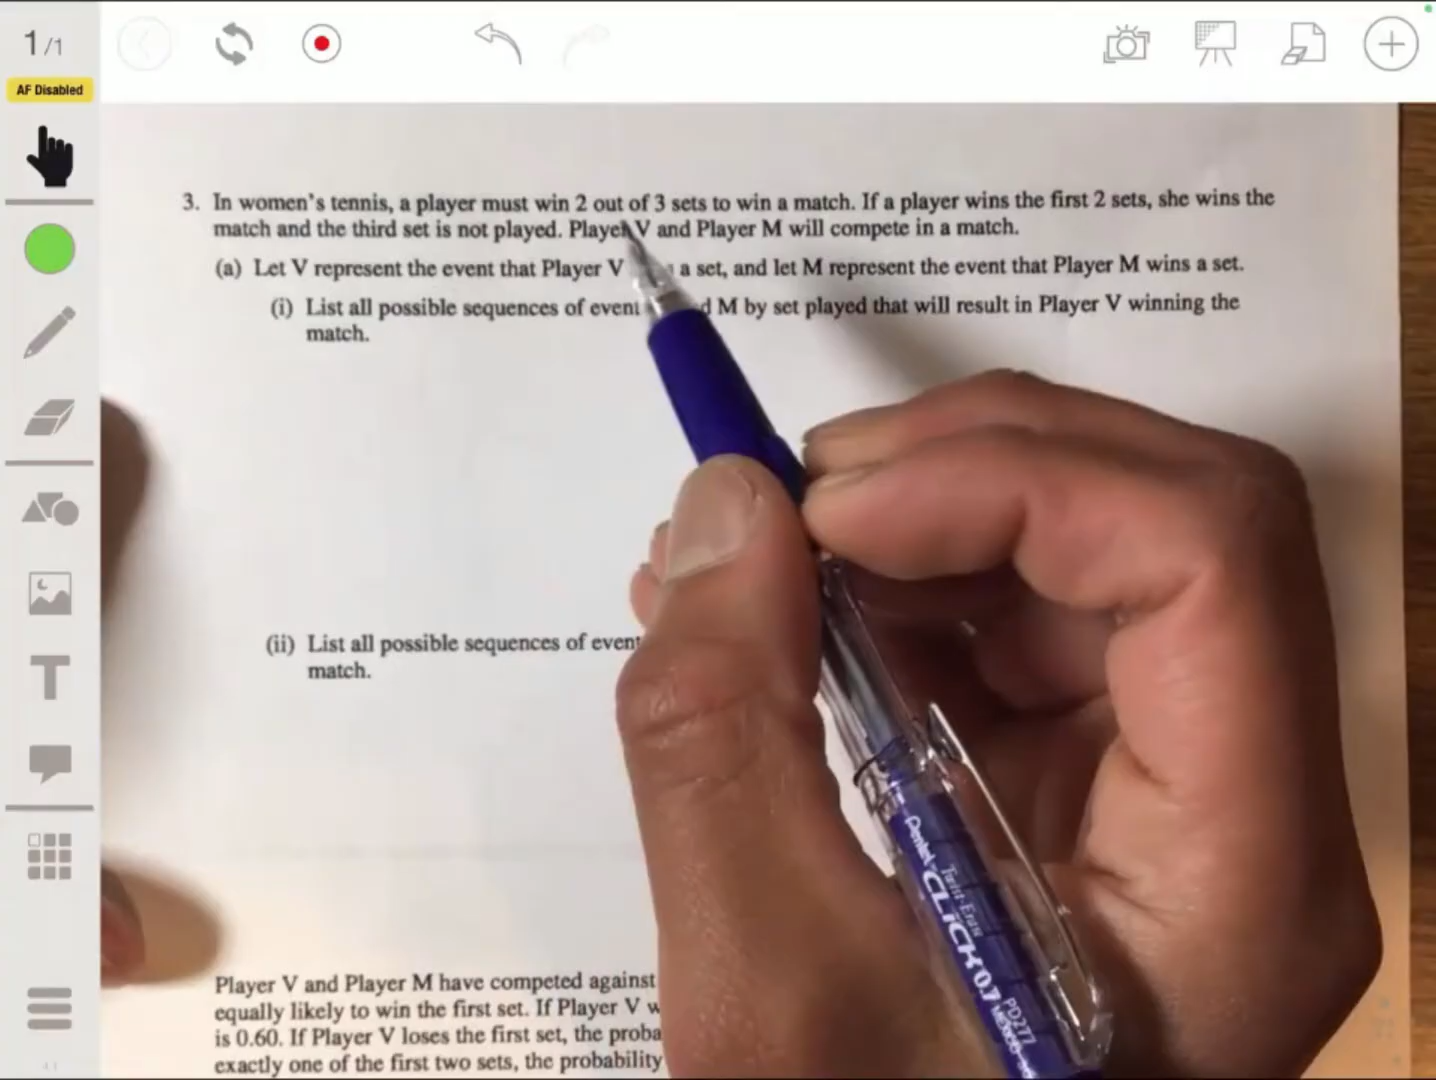 1/1
AF Disabled
3. In women's tennis, a player must win 2 out of 3 sets to win a match. If a player wins the first 2 sets, she wins the
match and the third set is not played. Player V and Player M will compete in a match.
(a) Let V represent the event that Player V a set, and let M represent the event that Player M wins a set.
(i) List all possible sequences of event M by set played that will result in Player V winning the
match.
(ii) List all possible sequences of even
match.
Player V and Player M have competed against
equally likely to win the first set. If Player V w
is 0.60. If Player V loses the first set, the proba
exactly one of the first two sets, the probability
T
Pentel Twist-Erase
CLiCK 0.7 PD277